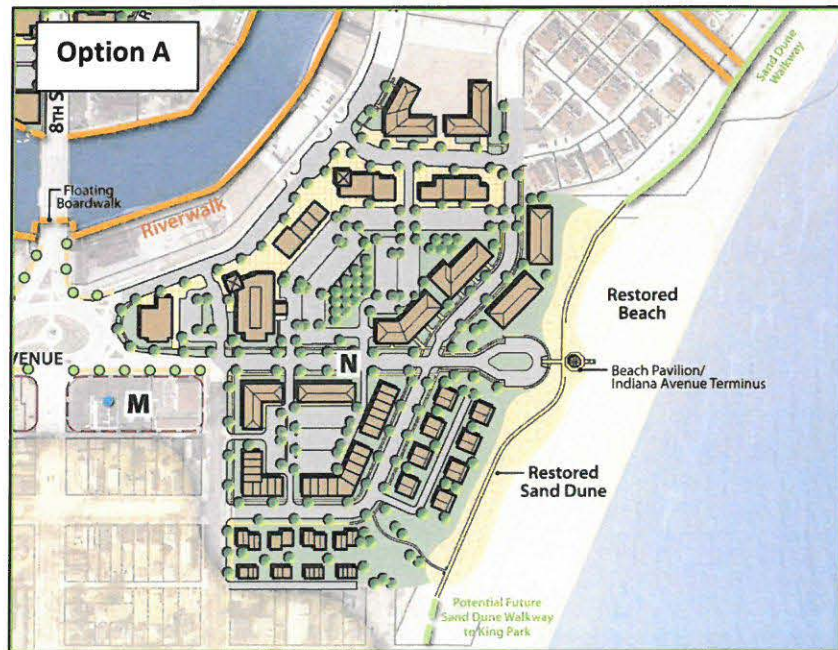 Option A
8TH S
Floating
Boardwalk
Riverwalk
Sand Dune
Walkway
Restored
Beach
VENUE
N
Beach Pavilion/
Indiana Avenue Terminus
M
Restored
Sand Dune
Potential Future
Sand Dune Walkway
to King Park